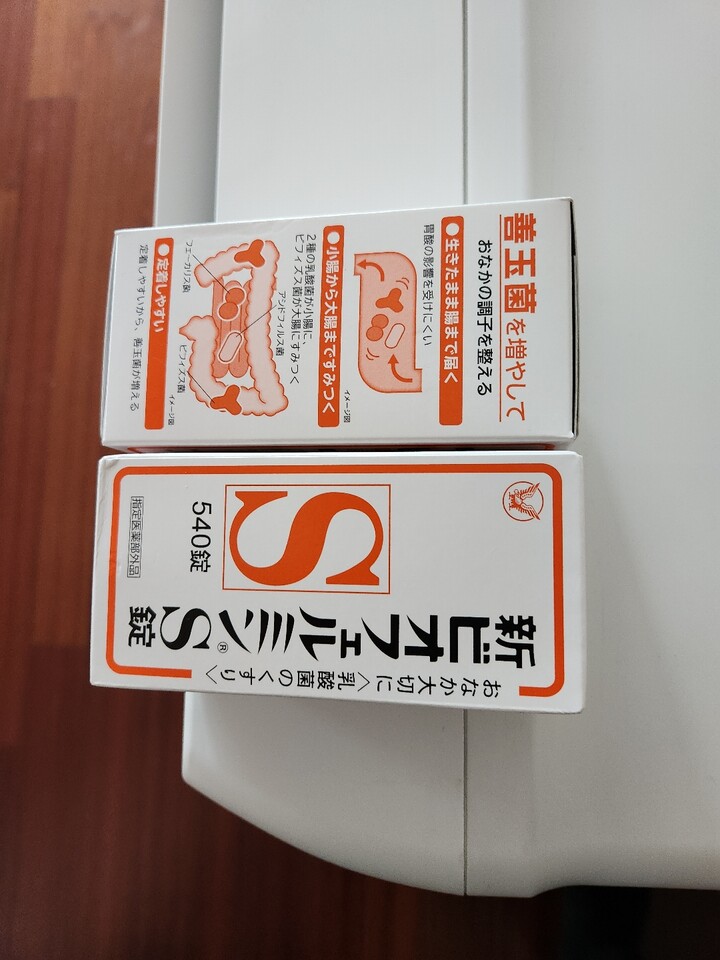 善玉菌を増やして
おなかの調子を整える
●生きたまま腸まで届く
胃酸の影響を受けにくい
イメージ図
●小腸から大腸まですみつく
2種の乳酸菌が小腸に、
ビフィズス菌が大腸にすみつく
アシドフィルス菌
フェーカリス菌
ビフィズス菌
イメージ図
●定着しやすい
定着しやすいから、善玉菌が増える
おなか大切に〈乳酸菌のくすり〉
新ビオフェルミンS®錠
S
540錠
指定医薬部外品